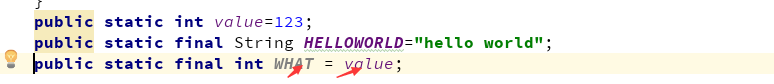 }
public static int value=123;
public static final String HELLOWORLD="hello world";
public static final int WHAT = value;